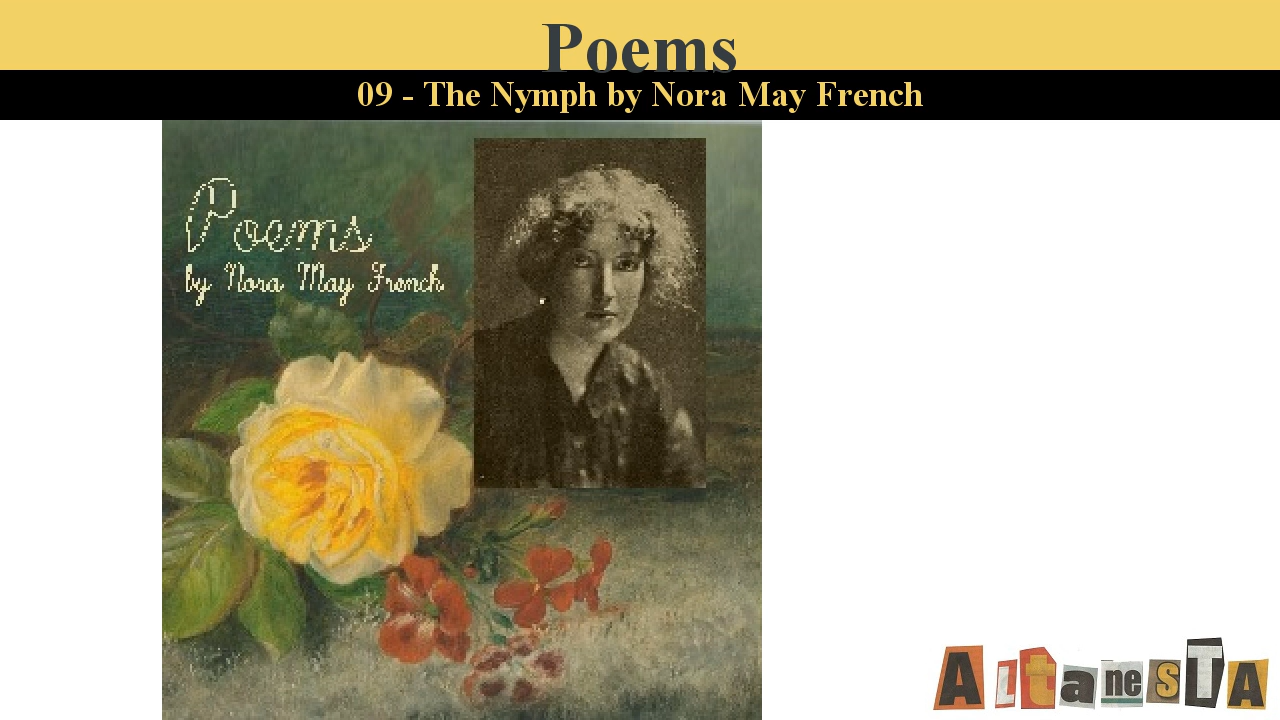 Poems
09 - The Nymph by Nora May French
Poems
by Nora May French
AltanesTA